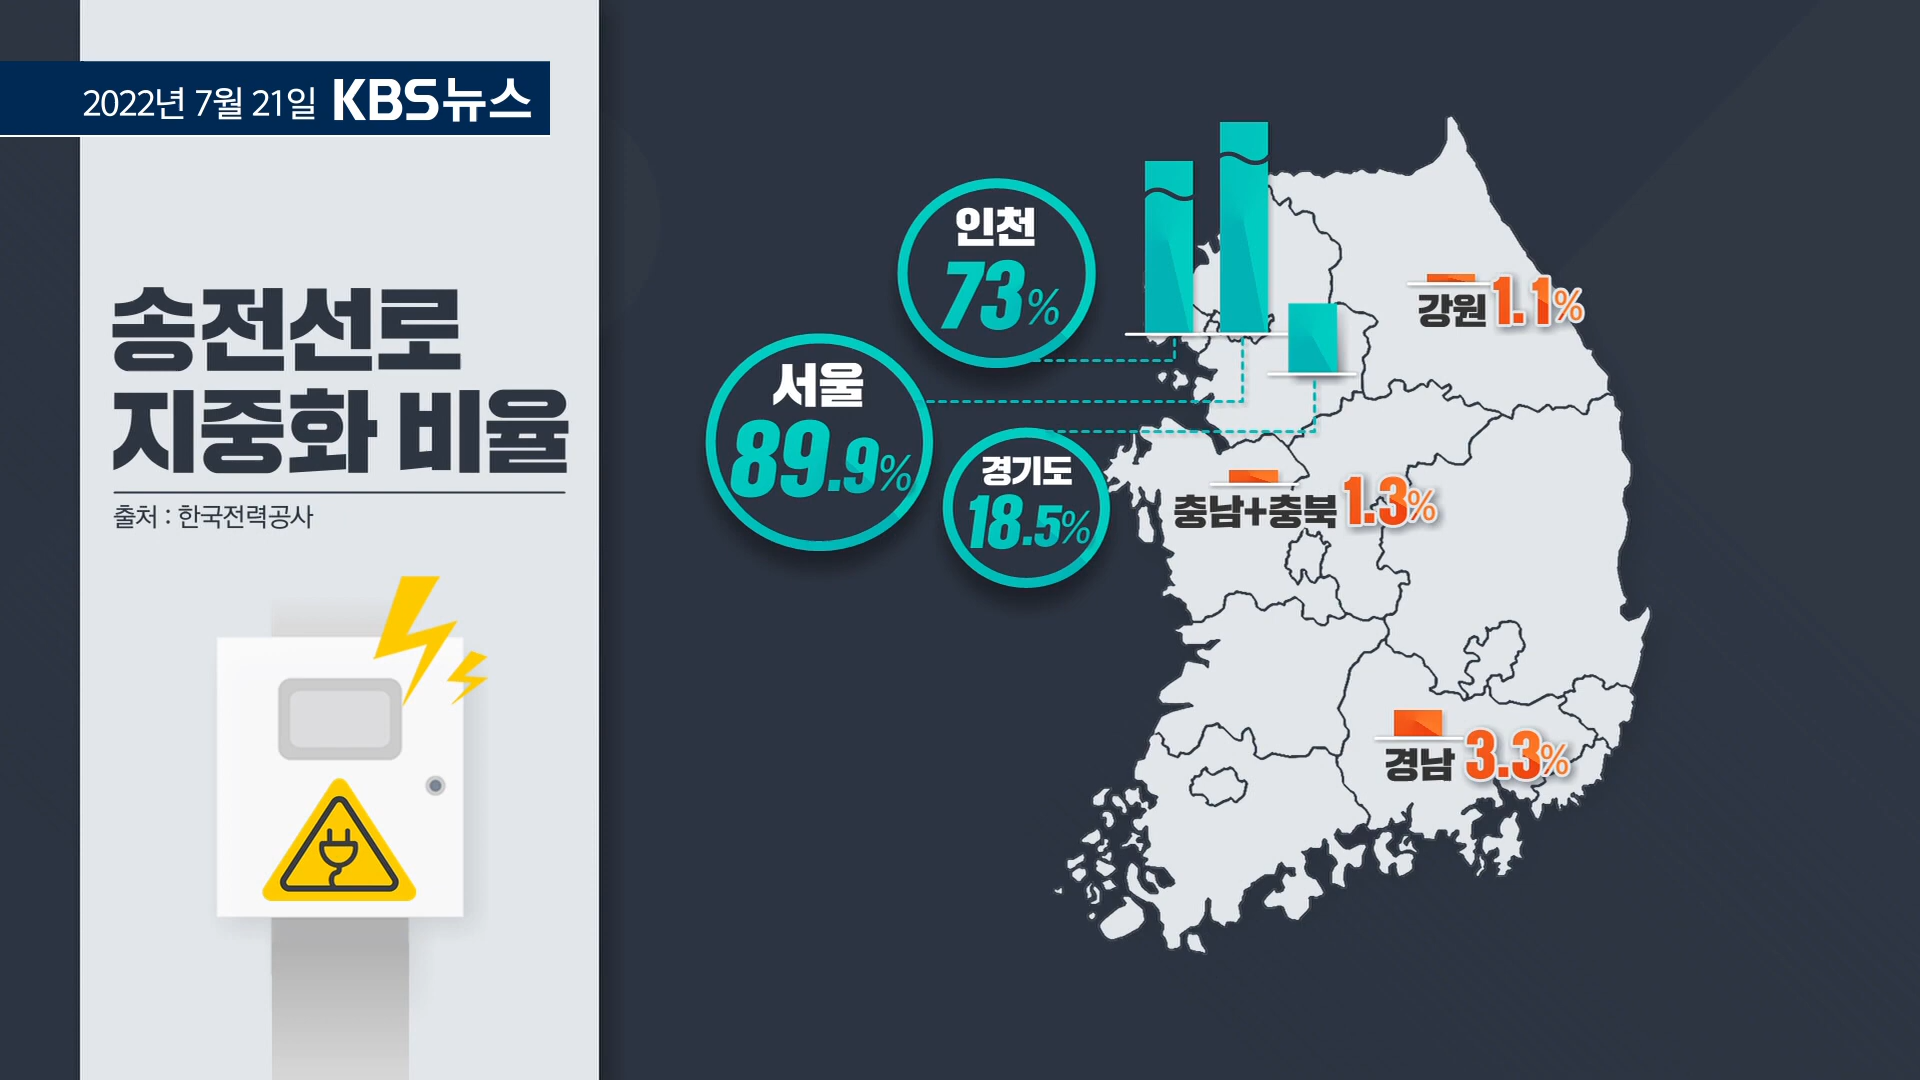 2022년 7월 21일 KBS뉴스
송전선로
지중화 비율
출처 : 한국전력공사
인천
73%
서울
89.9%
경기도
18.5%
강원 1.1%
충남+충북 1.3%
경남 3.3%